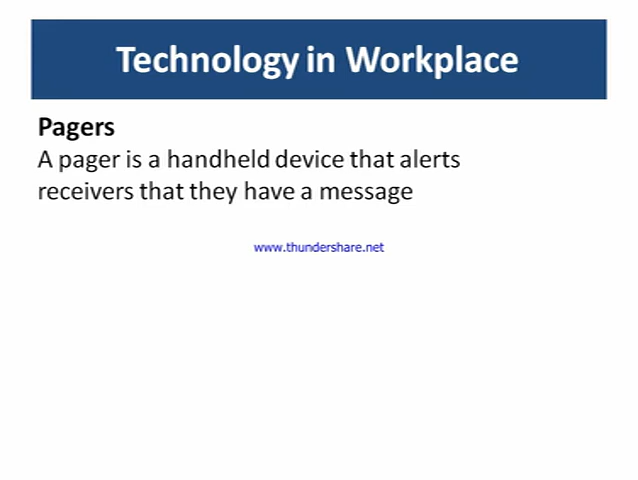 Technology in Workplace
Pagers
A pager is a handheld device that alerts
receivers that they have a message
www.thundershare.net